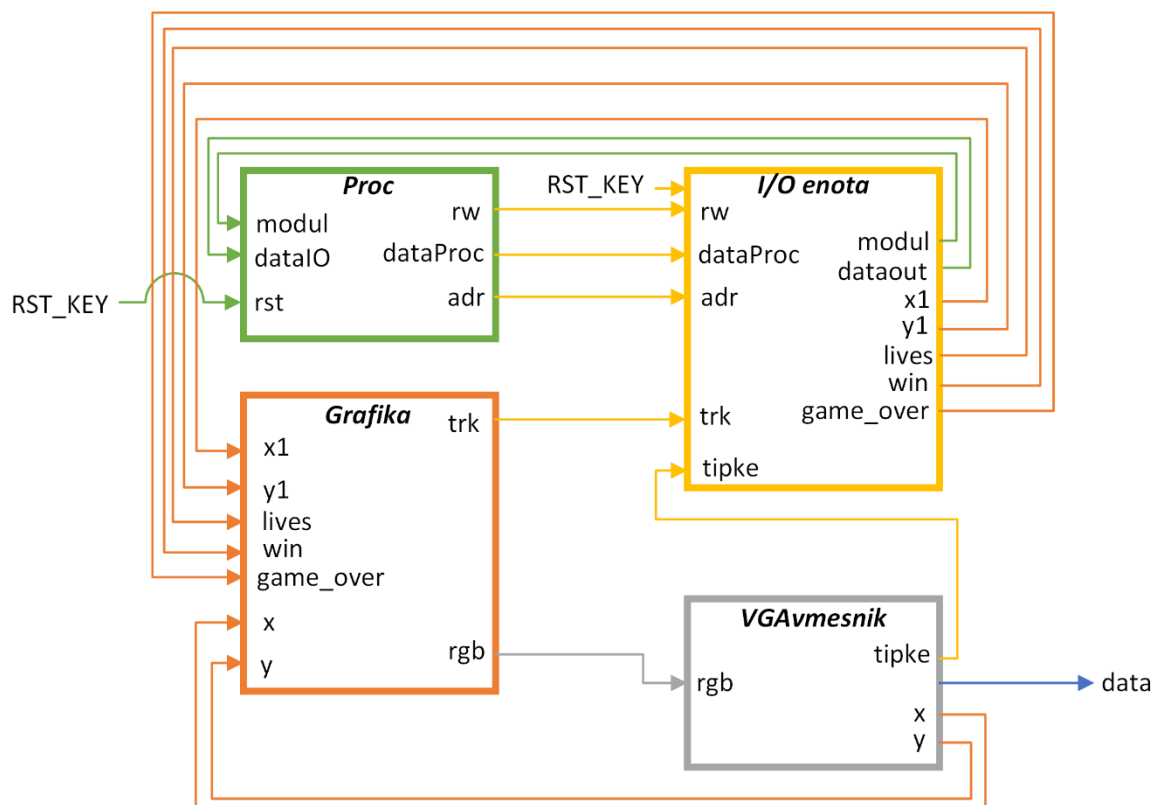 Proc
modul
dataIO
rst
rw
dataProc
adr
RST_KEY
RST_KEY
I/O enota
rw
dataProc
adr
trk
tipke
modul
dataout
x1
y1
lives
win
game_over
Grafika
x1
y1
lives
win
game_over
x
y
trk
rgb
VGAvmesnik
rgb
tipke
x
y
data